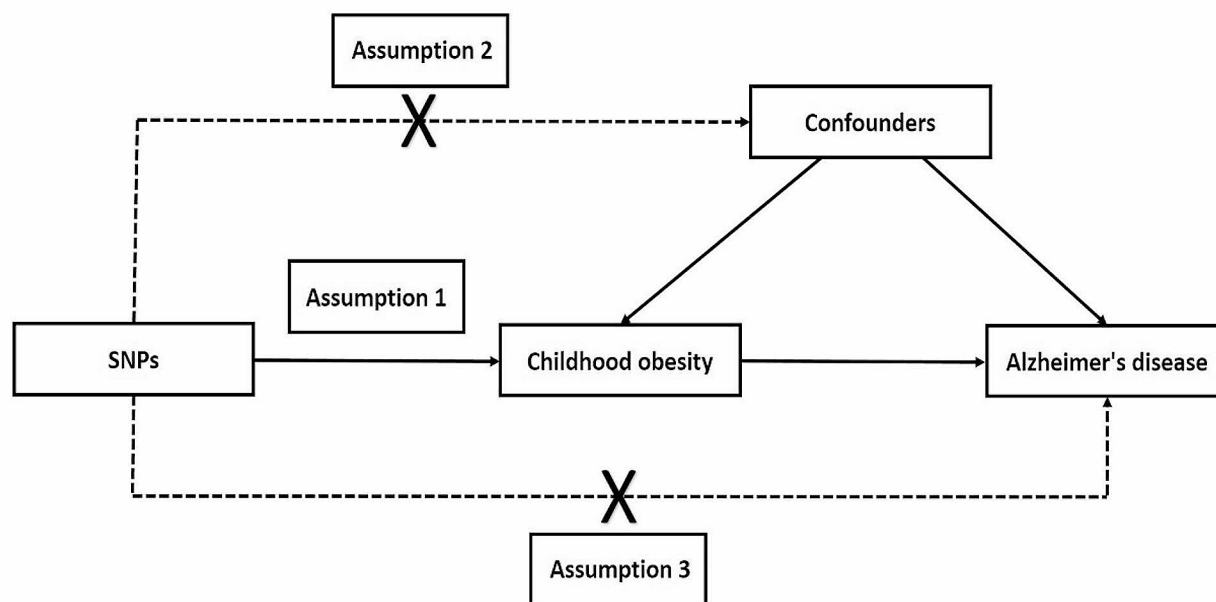 Assumption 2
Confounders
Assumption 1
SNPs
Childhood obesity
Alzheimer's disease
Assumption 3